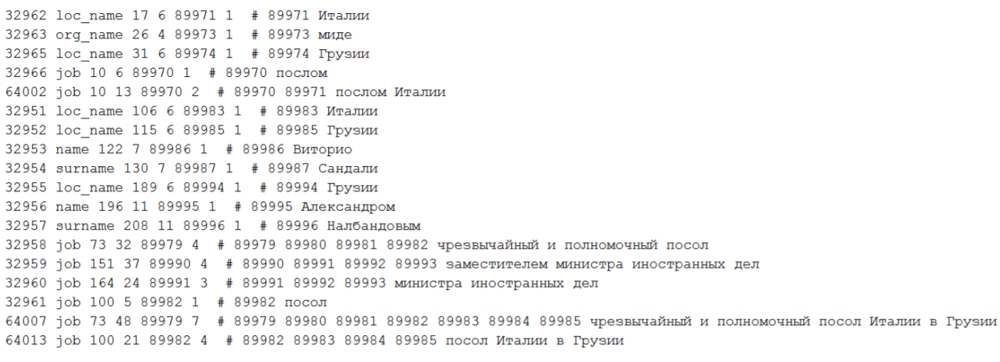 32962 loc_name 17 6 89971 1 # 89971 Италии
32963 org_name 26 4 89973 1 # 89973 миде
32965 loc_name 31 6 89974 1 # 89974 Грузии
32966 job 10 6 89970 1 # 89970 послом
64002 job 10 13 89970 2 # 89970 89971 послом Италии
32951 loc_name 106 6 89983 1 # 89983 Италии
32952 loc_name 115 6 89985 1 # 89985 Грузии
32953 name 122 7 89986 1 # 89986 Виторио
32954 surname 130 7 89987 1 # 89987 Сандали
32955 loc_name 189 6 89994 1 # 89994 Грузии
32956 name 196 11 89995 1 # 89995 Александром
32957 surname 208 11 89996 1 # 89996 Налбандовым
32958 job 73 32 89979 4 # 89979 89980 89981 89982 чрезвычайный и полномочный посол
32959 job 151 37 89990 4 # 89990 89991 89992 89993 заместителем министра иностранных дел
32960 job 164 24 89991 3 # 89991 89992 89993 министра иностранных дел
32961 job 100 5 89982 1 # 89982 посол
64007 job 73 48 89979 7 # 89979 89980 89981 89982 89983 89984 89985 чрезвычайный и полномочный посол Италии в Грузии
64013 job 100 21 89982 4 # 89982 89983 89984 89985 посол Италии в Грузии